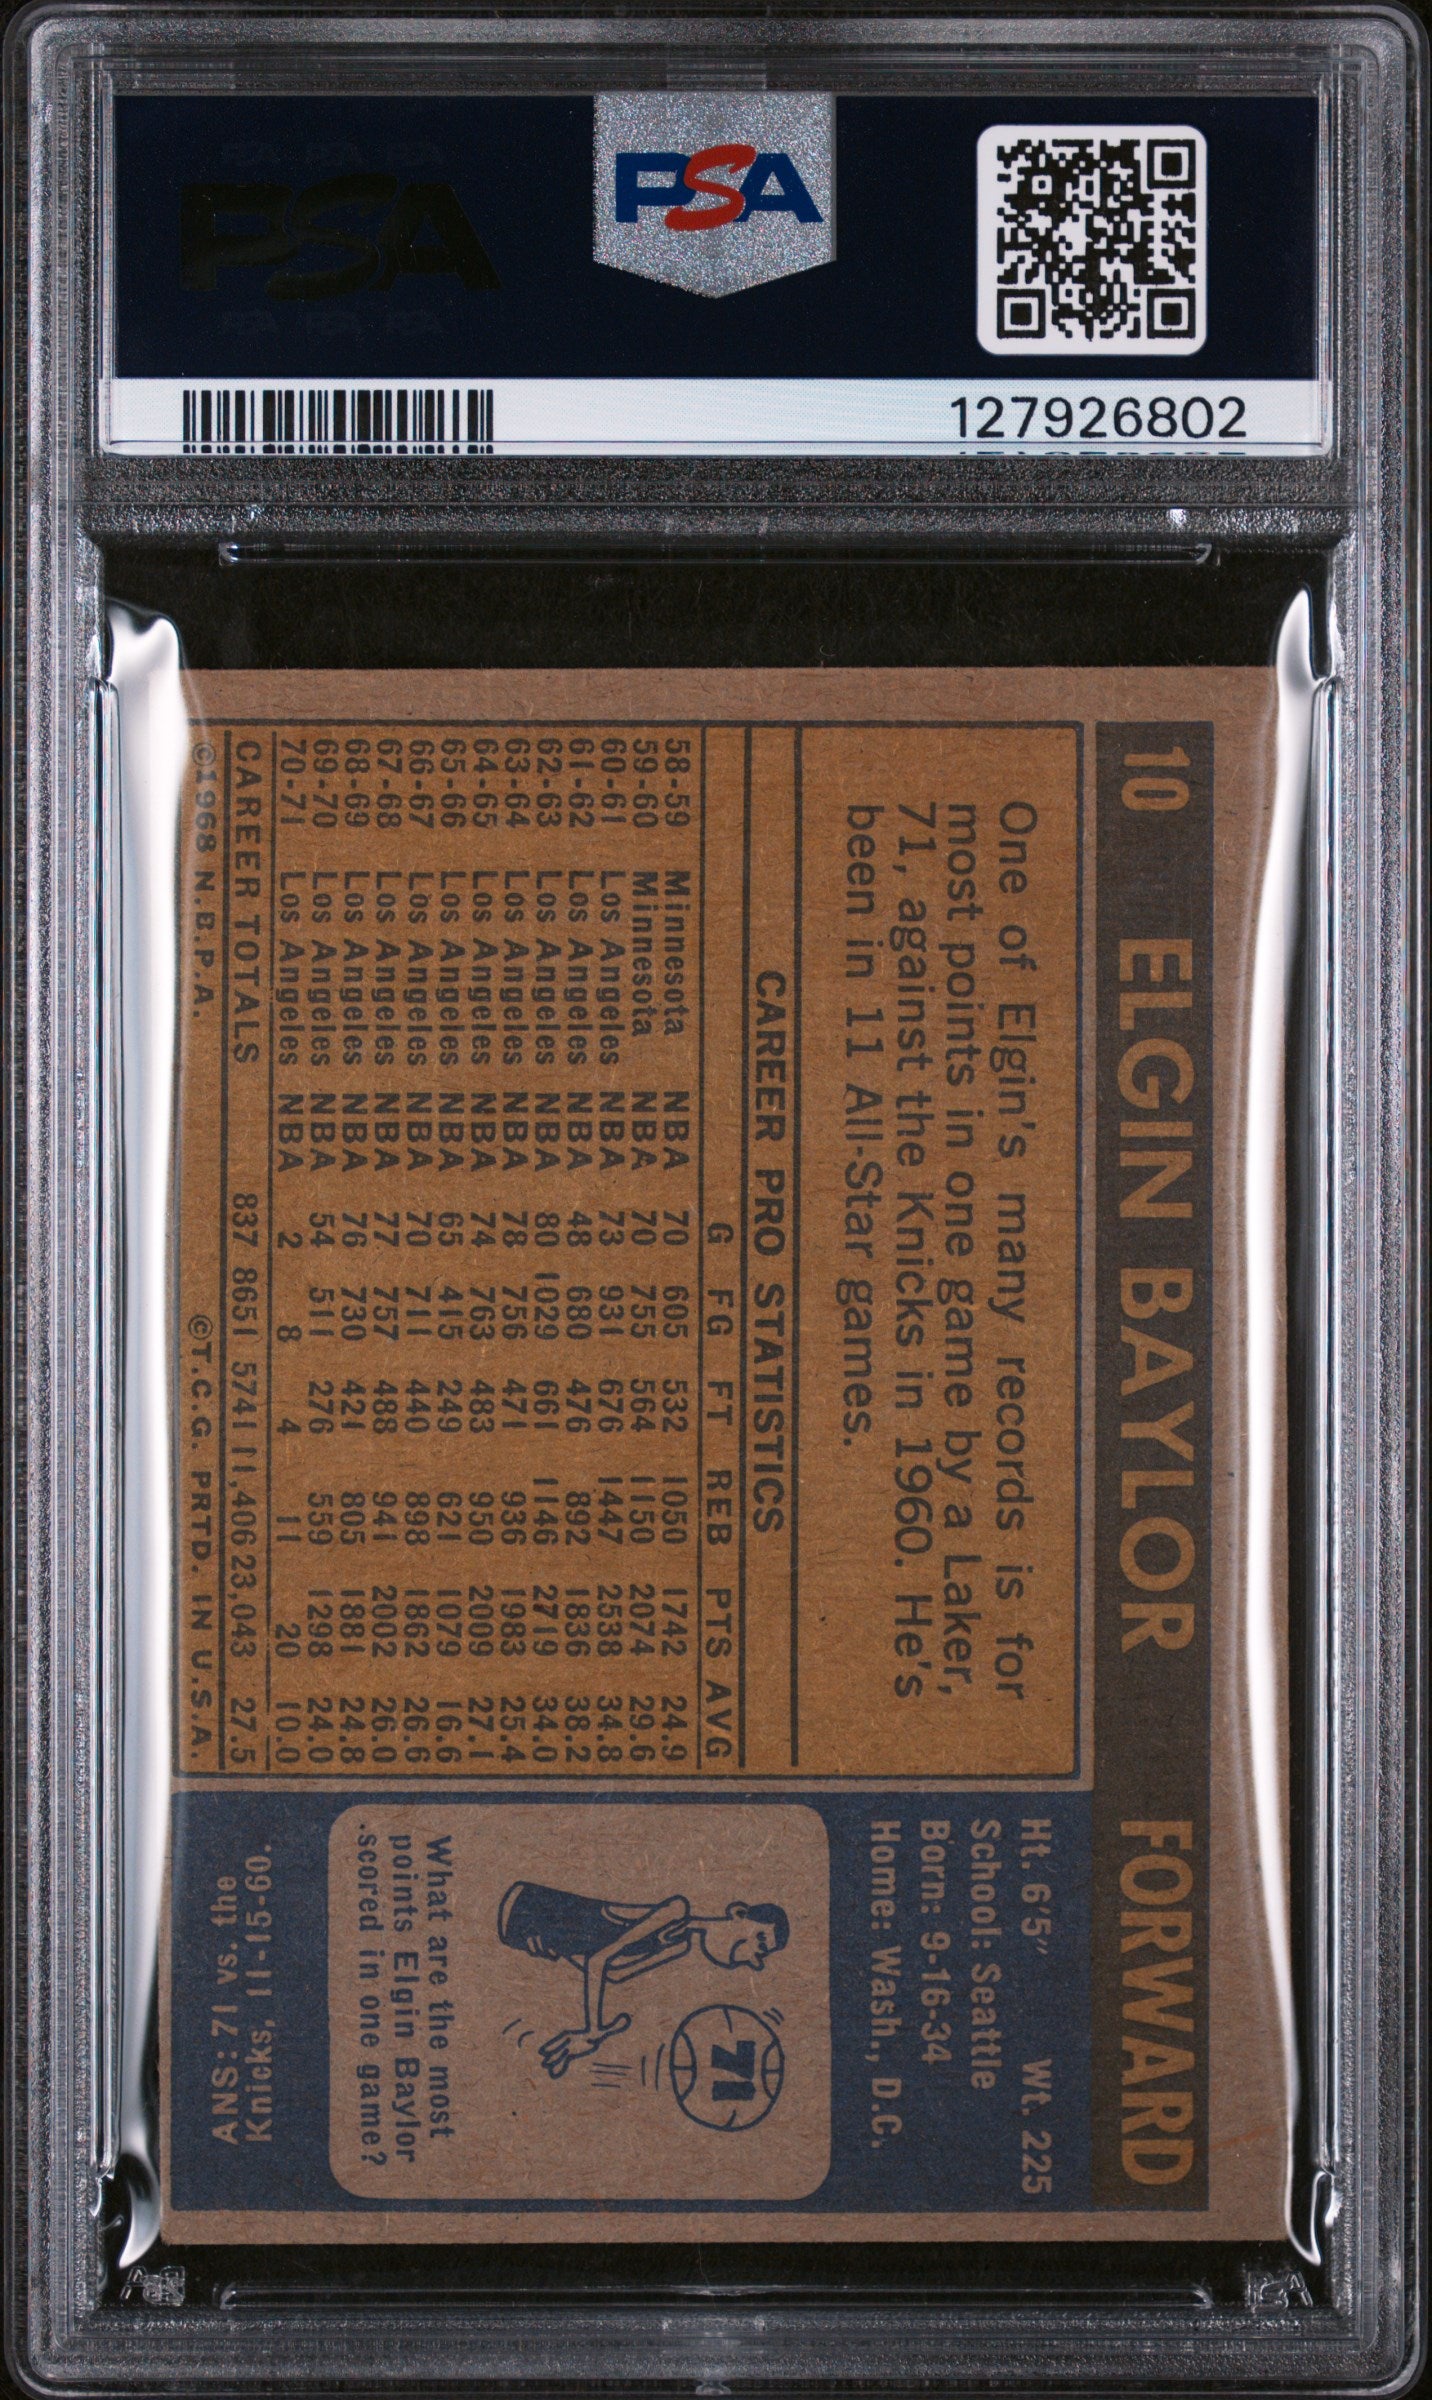 PSA
PSA
127926802
10 ELGIN BAYLOR FORWARD
One of Elgin's many records is for
most points in one game by a Laker,
71, against the Knicks in 1960. He's
been in 11 All-Star games.
CAREER PRO STATISTICS
G FG FT REB PTS AVG
58-59 Minnesota NBA 70 605 532 1050 1742 24.9
59-60 Minnesota NBA 70 755 564 1150 2074 29.6
60-61 Los Angeles NBA 73 931 676 1447 2538 34.8
61-62 Los Angeles NBA 48 680 476 892 1836 38.2
62-63 Los Angeles NBA 80 1029 661 1146 2719 34.0
63-64 Los Angeles NBA 78 756 471 936 1983 25.4
64-65 Los Angeles NBA 74 763 483 950 2009 27.1
65-66 Los Angeles NBA 65 415 249 621 1079 16.6
66-67 Los Angeles NBA 70 711 440 898 1862 26.6
67-68 Los Angeles NBA 77 757 488 941 2002 26.0
68-69 Los Angeles NBA 76 730 421 805 1881 24.8
69-70 Los Angeles NBA 54 511 276 559 1298 24.0
70-71 Los Angeles NBA 2 8 4 11 20 10.0
CAREER TOTALS 837 8651 5741 11,406 23,043 27.5
©1968 N.B.P.A. ©T.C.G. PRTD. IN U.S.A.
Ht. 6'5" Wt. 225
School: Seattle
Born: 9-16-34
Home: Wash., D.C.
71
What are the most
points Elgin Baylor
scored in one game?
ANS: 71 vs. the
Knicks, 11-15-60.